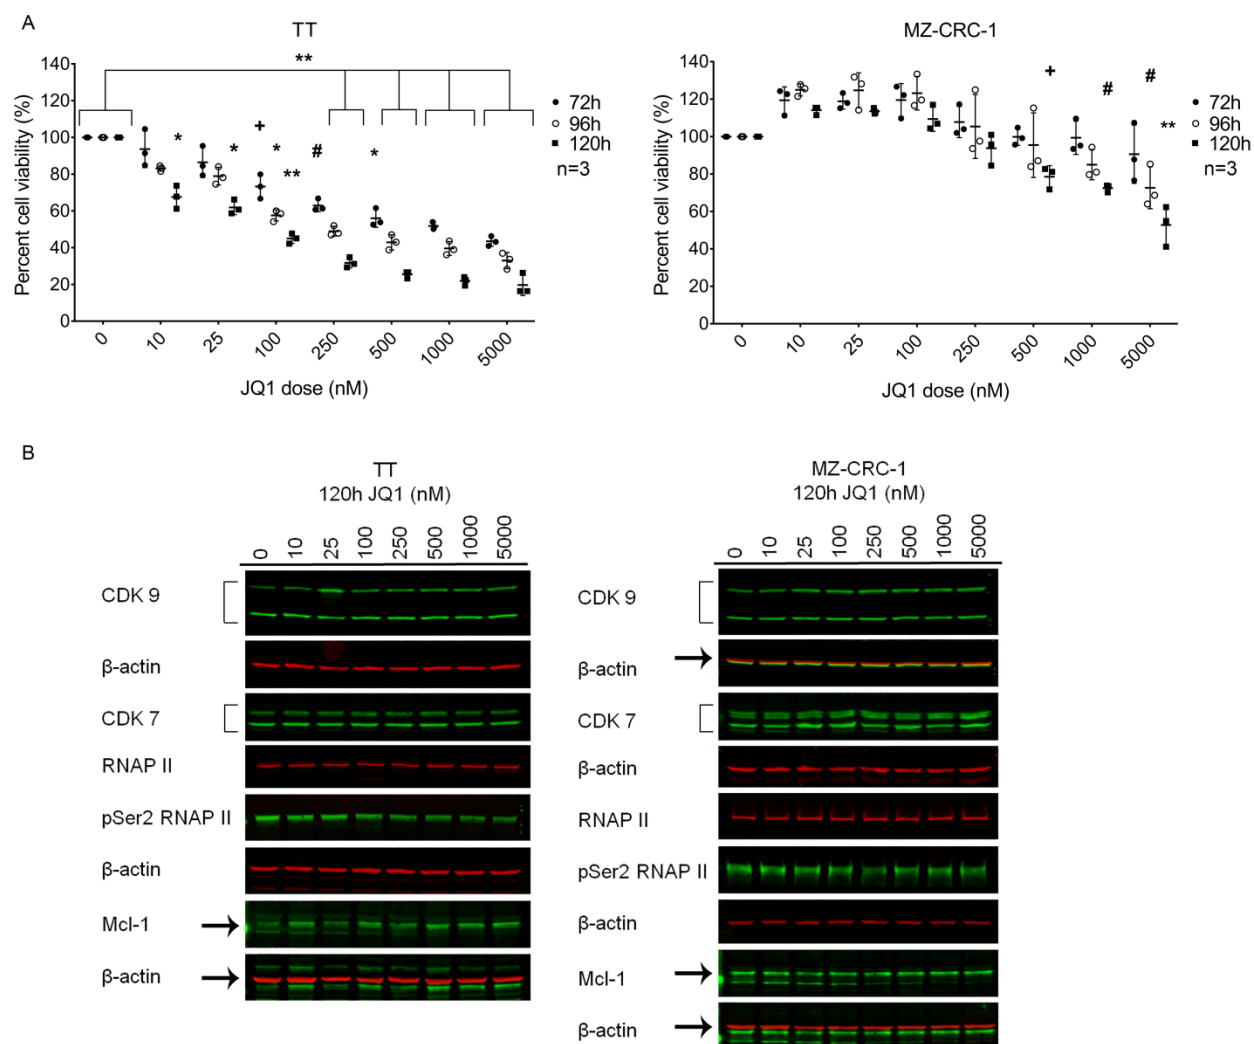 A
TT
**
Percent cell viability (%)
140
120
100
80
60
40
20
0
* * + * ** # *
0 10 25 100 250 500 1000 5000
JQ1 dose (nM)
72h
96h
120h
n=3
MZ-CRC-1
Percent cell viability (%)
140
120
100
80
60
40
20
0
+ # # **
0 10 25 100 250 500 1000 5000
JQ1 dose (nM)
72h
96h
120h
n=3
B
TT
120h JQ1 (nM)
0 10 25 100 250 500 1000 5000
CDK 9
β-actin
CDK 7
RNAP II
pSer2 RNAP II
β-actin
Mcl-1
β-actin
MZ-CRC-1
120h JQ1 (nM)
0 10 25 100 250 500 1000 5000
CDK 9
β-actin
CDK 7
β-actin
RNAP II
pSer2 RNAP II
β-actin
Mcl-1
β-actin